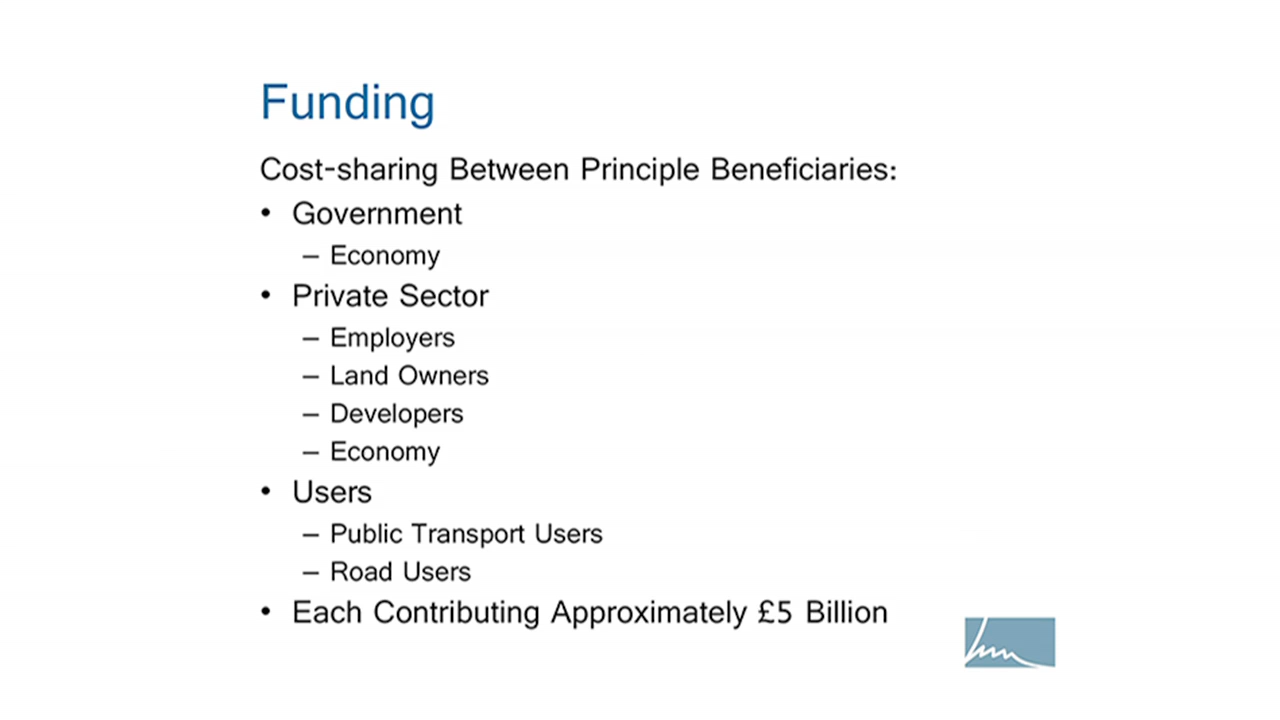 Funding
Cost-sharing Between Principle Beneficiaries:
• Government
– Economy
• Private Sector
– Employers
– Land Owners
– Developers
– Economy
• Users
– Public Transport Users
– Road Users
• Each Contributing Approximately £5 Billion